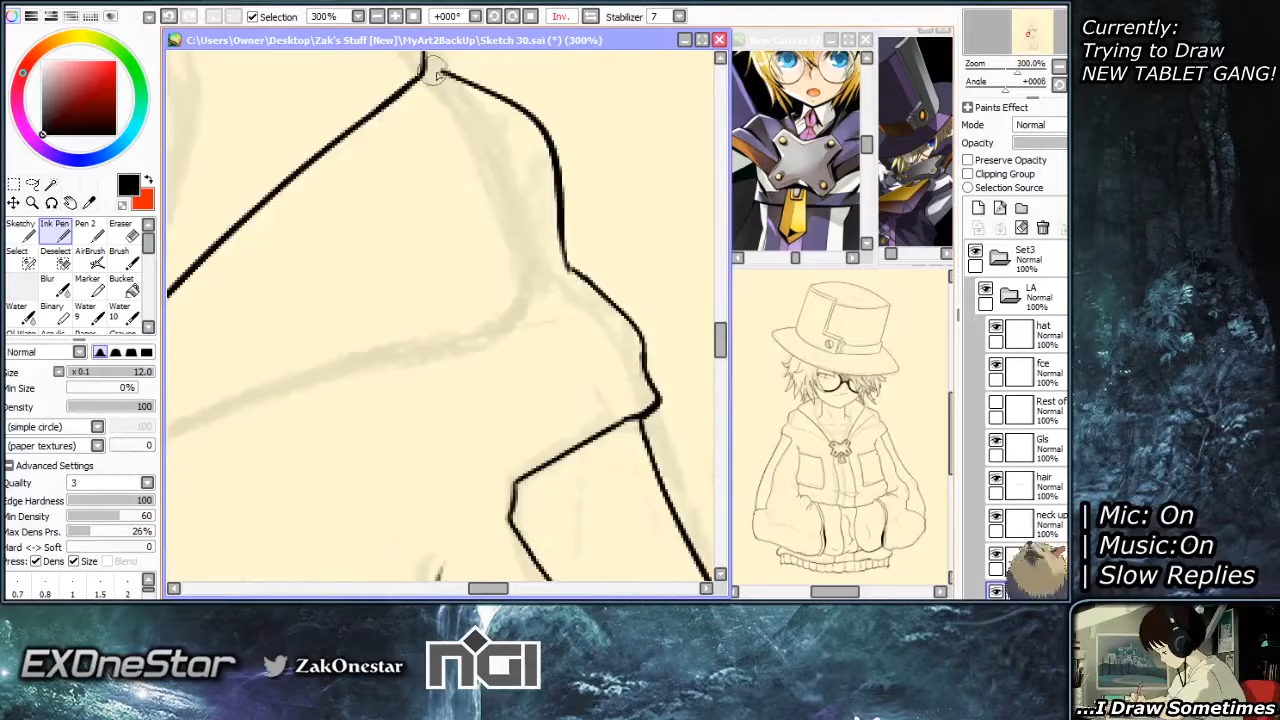 Selection 300% +000° Inv. Stabilizer 7
C:\Users\Owner\Desktop\Zak's Stuff [New]\MyArt2BackUp\Sketch 30.sai (*) (300%)
Currently:
Trying to Draw
NEW TABLET GANG!
Zoom 300.0%
Angle +000ß
Paints Effect
Mode Normal
Opacity
Preserve Opacity
Clipping Group
Selection Source
Sketchy Ink Pen Pen 2 Eraser
Select Deselect AirBrush Brush
Blur Marker Bucket
Water Binary Water Water
9 10
Normal
Size x 0.1 12.0
Min Size 0%
Density 100
(simple circle) 100
(paper textures) 0
Advanced Settings
Quailty 3
Edge Hardness 100
Min Density 60
Max Dens Prs. 26%
Hard <-> Soft 0
Press: Dens Size Blend
0.7 0.8 1 1.5 2
Set3
Normal
100%
LA
Normal
100%
hat
Normal
100%
fce
Normal
100%
Rest of
Normal
100%
Gls
Normal
100%
hair
Normal
100%
neck up
Normal
100%
| Mic: On
| Music:On
| Slow Replies
EXOneStar
ZakOnestar
NGI
...I Draw Sometimes